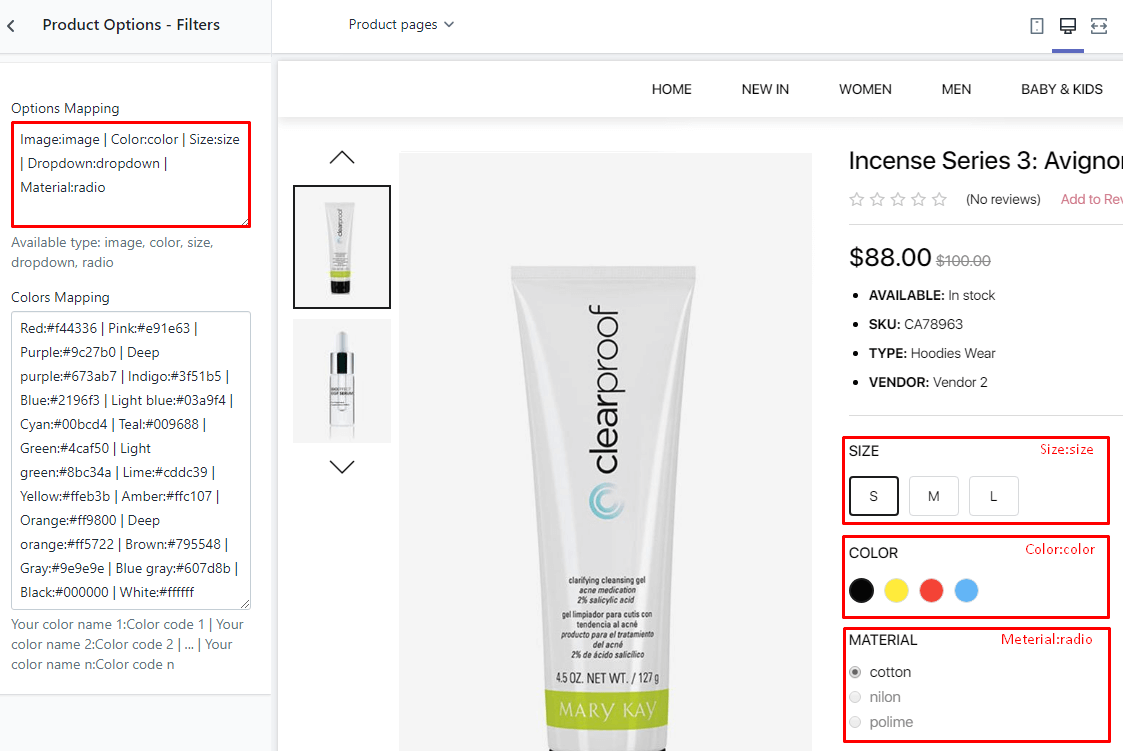 Product Options - Filters
Product pages
Options Mapping
Image:image | Color:color | Size:size
| Dropdown:dropdown |
Material:radio
Available type: image, color, size,
dropdown, radio
Colors Mapping
Red:#f44336 | Pink:#e91e63 |
Purple:#9c27b0 | Deep
purple:#673ab7 | Indigo:#3f51b5 |
Blue:#2196f3 | Light blue:#03a9f4 |
Cyan:#00bcd4 | Teal:#009688 |
Green:#4caf50 | Light
green:#8bc34a | Lime:#cddc39 |
Yellow:#ffeb3b | Amber:#ffc107 |
Orange:#ff9800 | Deep
orange:#ff5722 | Brown:#795548 |
Gray:#9e9e9e | Blue gray:#607d8b |
Black:#000000 | White:#ffffff
Your color name 1:Color code 1 | Your
color name 2:Color code 2 | ... | Your
color name n:Color code n
HOME NEW IN WOMEN MEN BABY & KIDS
clearproof
clearproof
clarifying cleansing gel
acne medication
2% salicylic acid
gel limpiador para cutis con
tendencia al acné
producto para el tratamiento
del acné
2% de ácido salicílico
4.5 OZ. NET WT. / 127 g
MARY KAY
Incense Series 3: Avignon
(No reviews) Add to Rev
$88.00 $100.00
AVAILABLE: In stock
SKU: CA78963
TYPE: Hoodies Wear
VENDOR: Vendor 2
SIZE Size:size
S M L
COLOR Color:color
MATERIAL Meterial:radio
cotton
nilon
polime